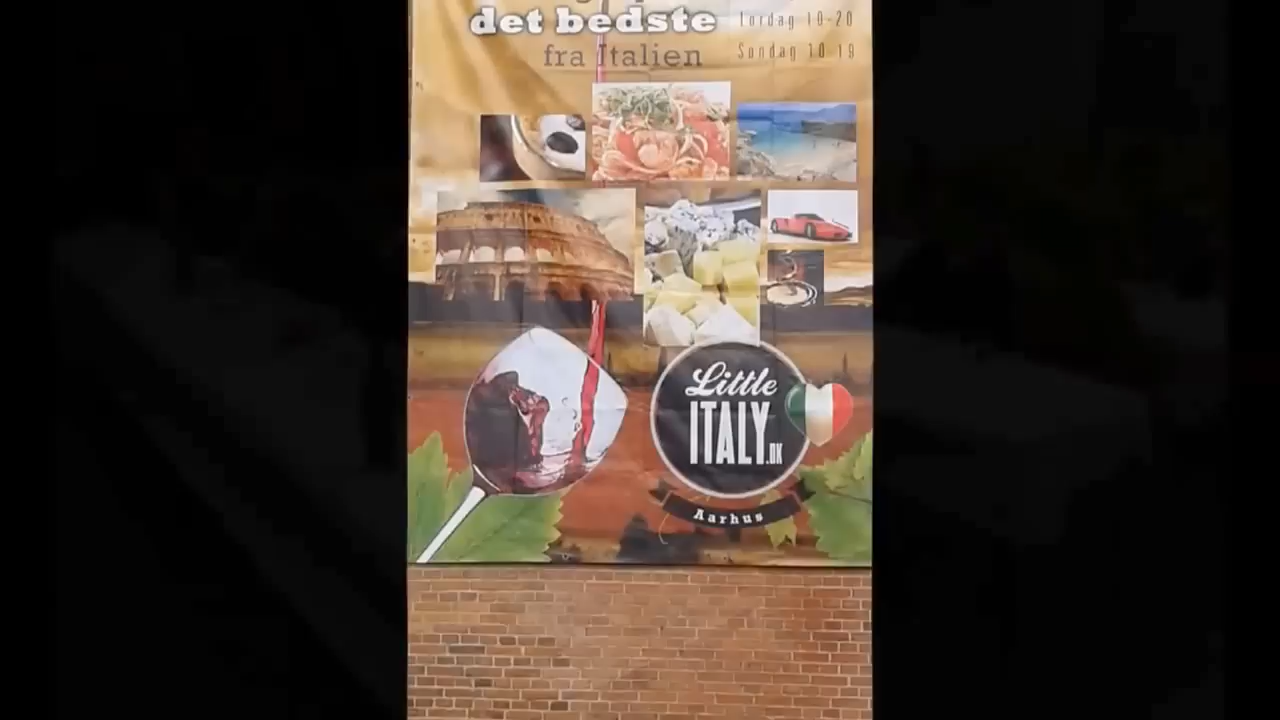 det bedste
fra Italien
Lørdag 10-20
Søndag 10-19
Little
ITALY.DK
Aarhus